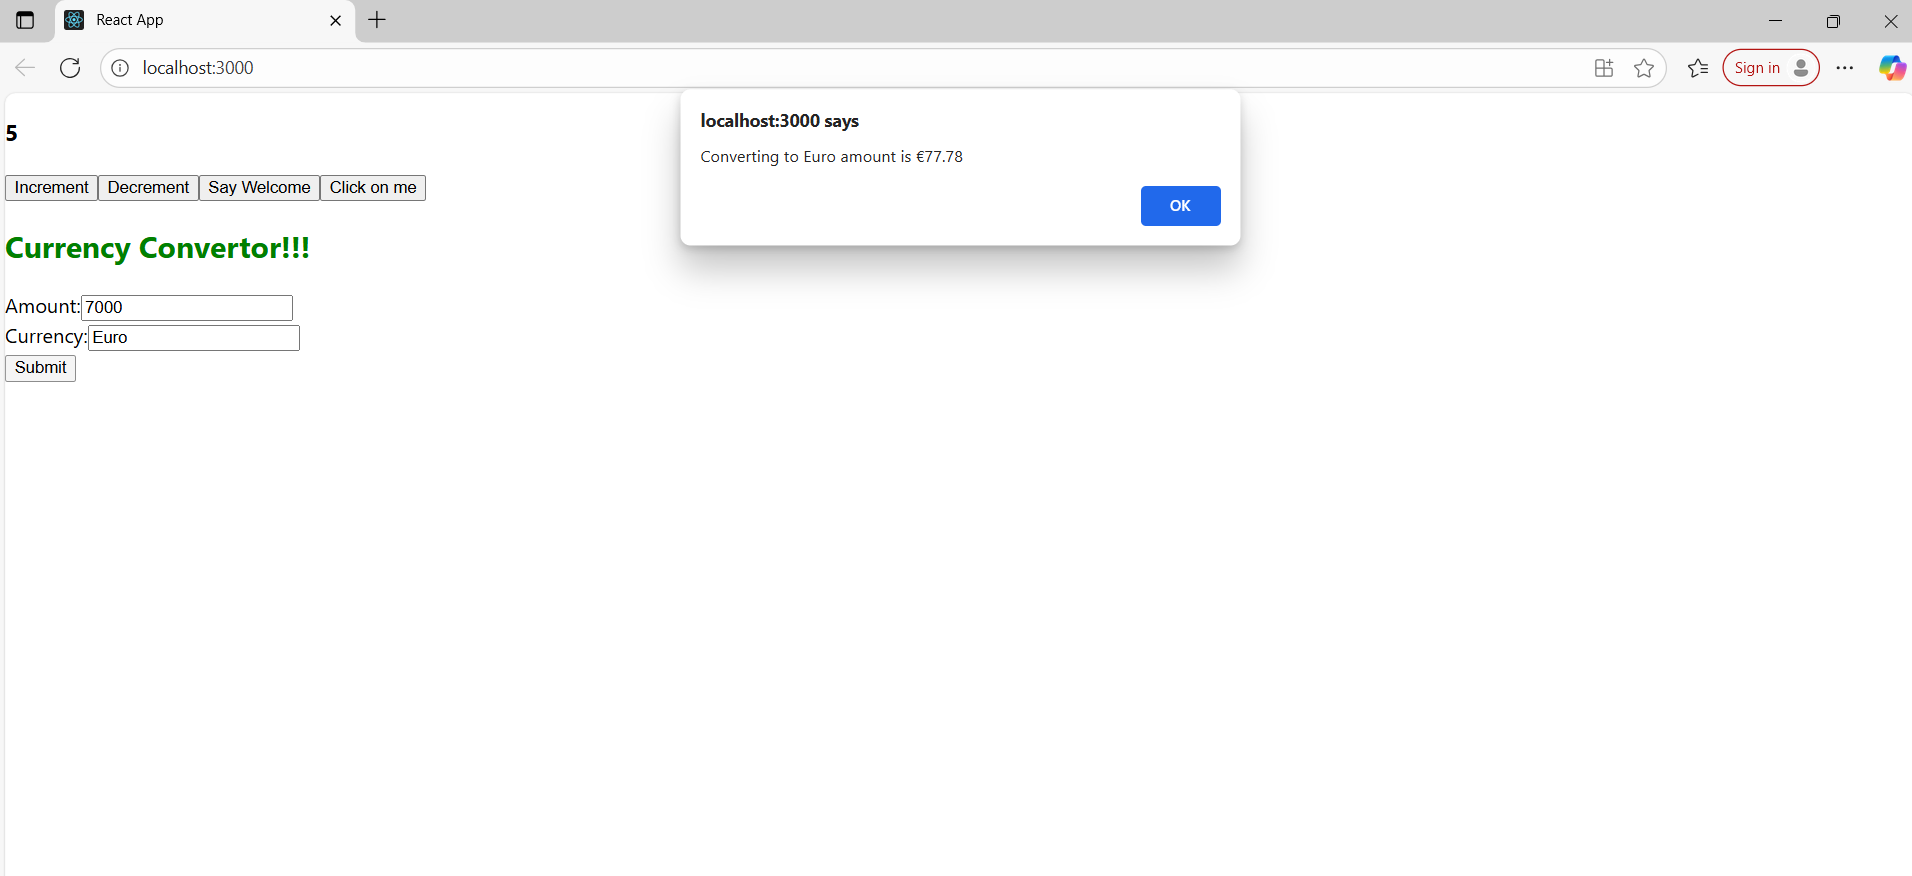 React App
localhost:3000
Sign in
localhost:3000 says
Converting to Euro amount is €77.78
OK
5
Increment Decrement Say Welcome Click on me
Currency Convertor!!!
Amount: 7000
Currency: Euro
Submit